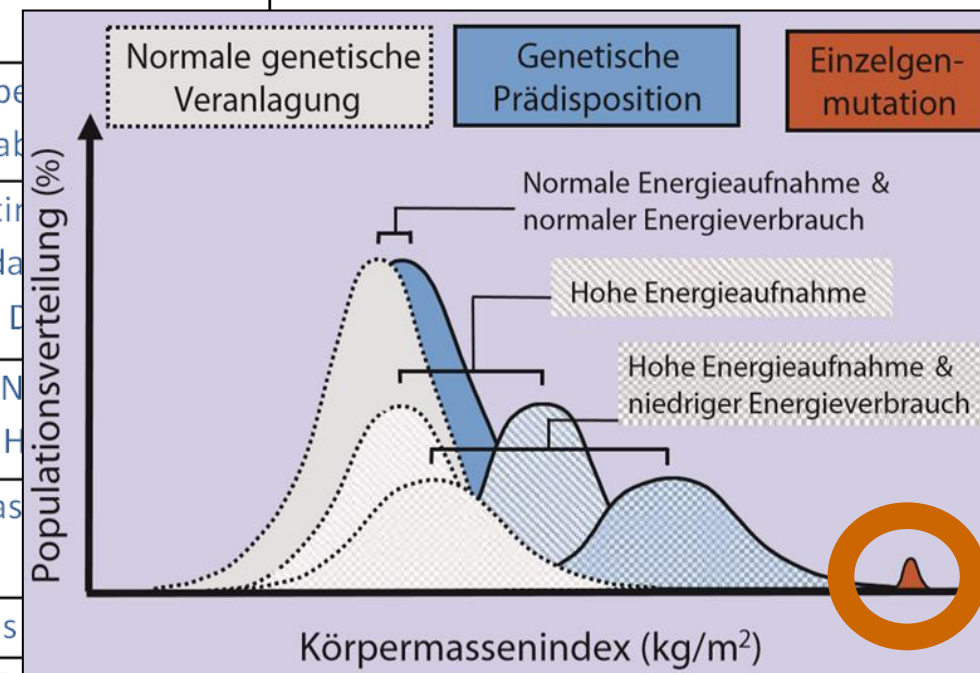 Normale genetische
Veranlagung
Genetische
Prädisposition
Einzelgen-
mutation
Populationsverteilung (%)
Normale Energieaufnahme &
normaler Energieverbrauch
Hohe Energieaufnahme
Hohe Energieaufnahme &
niedriger Energieverbrauch
Körpermassenindex (kg/m²)